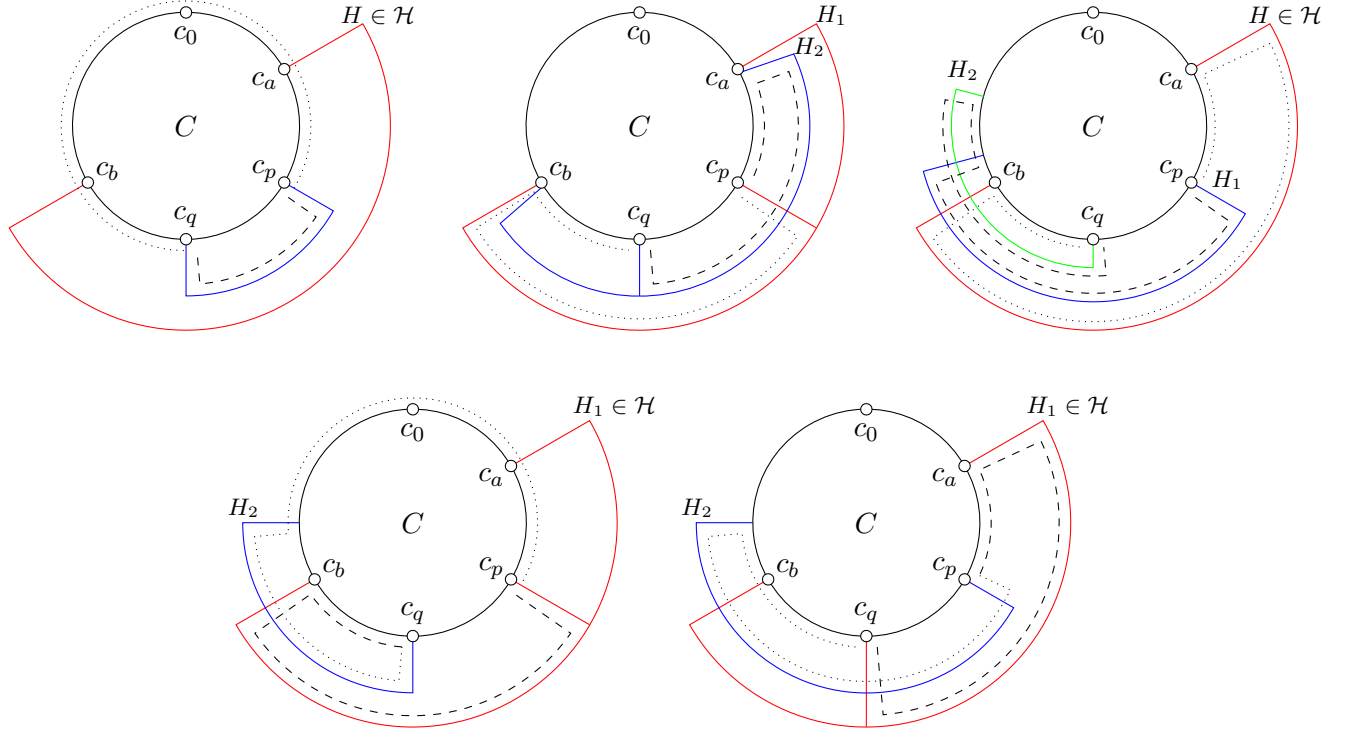 H ∈ ℋ
c_0
c_a
C
c_p
c_b
c_q
H_1
c_0
H_2
c_a
C
c_p
c_b
c_q
H ∈ ℋ
c_0
H_2
c_a
C
c_p
H_1
c_b
c_q
H_1 ∈ ℋ
c_0
c_a
H_2
C
c_b
c_p
c_q
H_1 ∈ ℋ
c_0
c_a
H_2
C
c_b
c_p
c_q